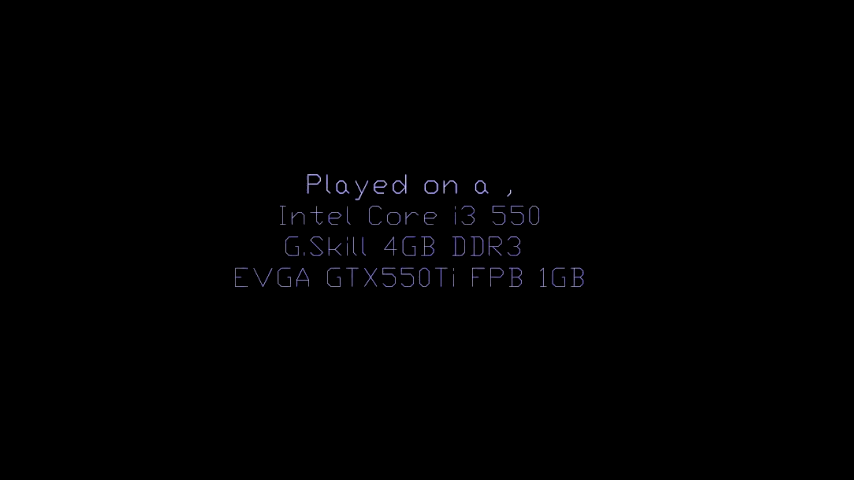 Played on a ,
Intel Core i3 550
G.Skill 4GB DDR3
EVGA GTX550Ti FPB 1GB